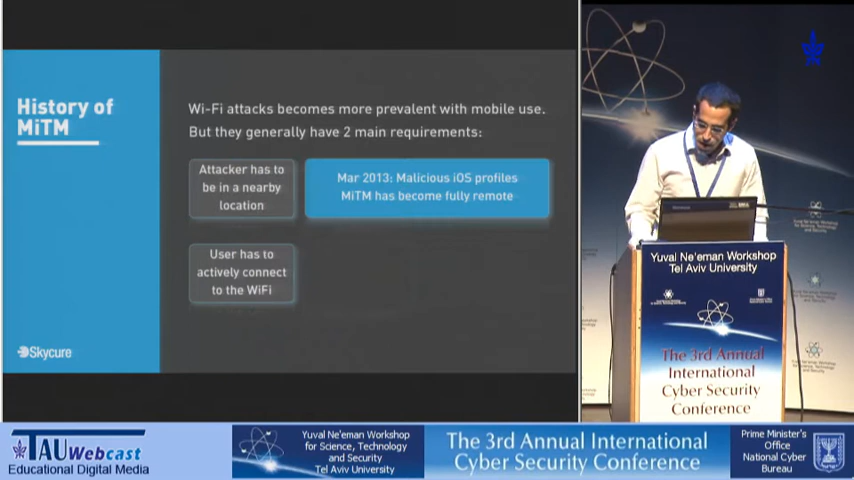 History of
MiTM
Wi-Fi attacks becomes more prevalent with mobile use.
But they generally have 2 main requirements:
Attacker has to
be in a nearby
location
Mar 2013: Malicious iOS profiles
MiTM has become fully remote
User has to
actively connect
to the WiFi
Skycure
Yuval Ne'eman Workshop
Tel Aviv University
The 3rd Annual
International
Cyber Security
Conference
TAU Webcast
Educational Digital Media
Yuval Ne'eman Workshop
for Science, Technology
and Security
Tel Aviv University
The 3rd Annual International
Cyber Security Conference
Prime Minister's
Office
National Cyber
Bureau